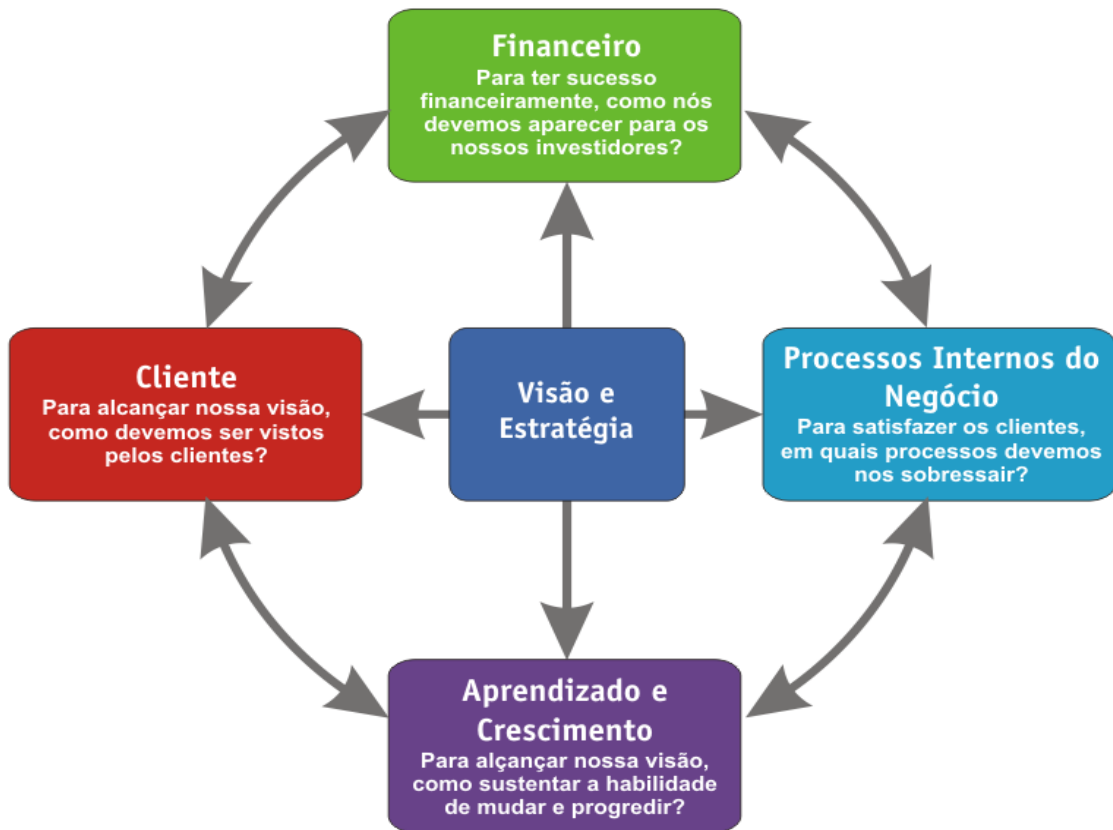 Financeiro
Para ter sucesso
financeiramente, como nós
devemos aparecer para os
nossos investidores?
Cliente
Para alcançar nossa visão,
como devemos ser vistos
pelos clientes?
Visão e
Estratégia
Processos Internos do
Negócio
Para satisfazer os clientes,
em quais processos devemos
nos sobressair?
Aprendizado e
Crescimento
Para alçançar nossa visão,
como sustentar a habilidade
de mudar e progredir?